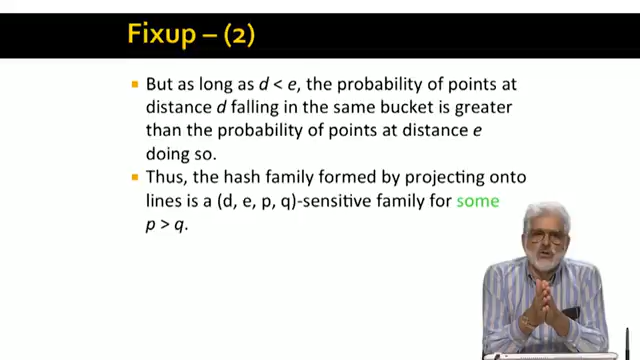 Fixup – (2)
But as long as d < e, the probability of points at
distance d falling in the same bucket is greater
than the probability of points at distance e
doing so.
Thus, the hash family formed by projecting onto
lines is a (d, e, p, q)-sensitive family for some
p > q.